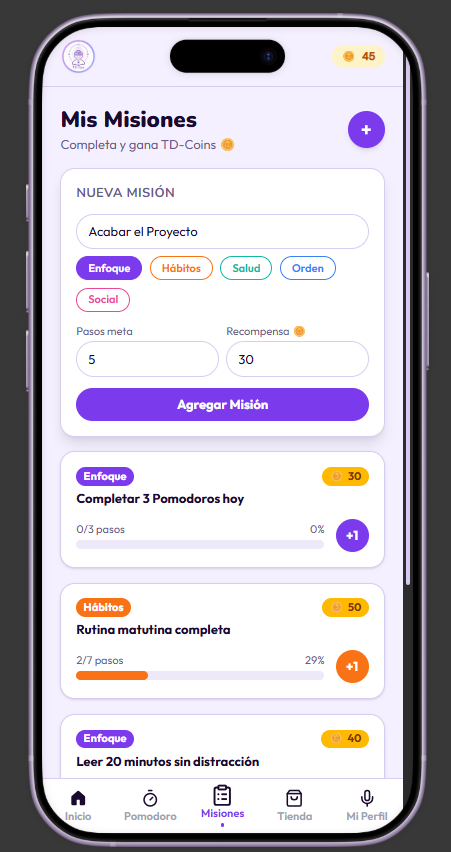 45
Mis Misiones
Completa y gana TD-Coins
+
NUEVA MISIÓN
Acabar el Proyecto
Enfoque Hábitos Salud Orden
Social
Pasos meta Recompensa
5 30
Agregar Misión
Enfoque 30
Completar 3 Pomodoros hoy
0/3 pasos 0%
+1
Hábitos 50
Rutina matutina completa
2/7 pasos 29%
+1
Enfoque 40
Leer 20 minutos sin distracción
Inicio Pomodoro Misiones Tienda Mi Perfil